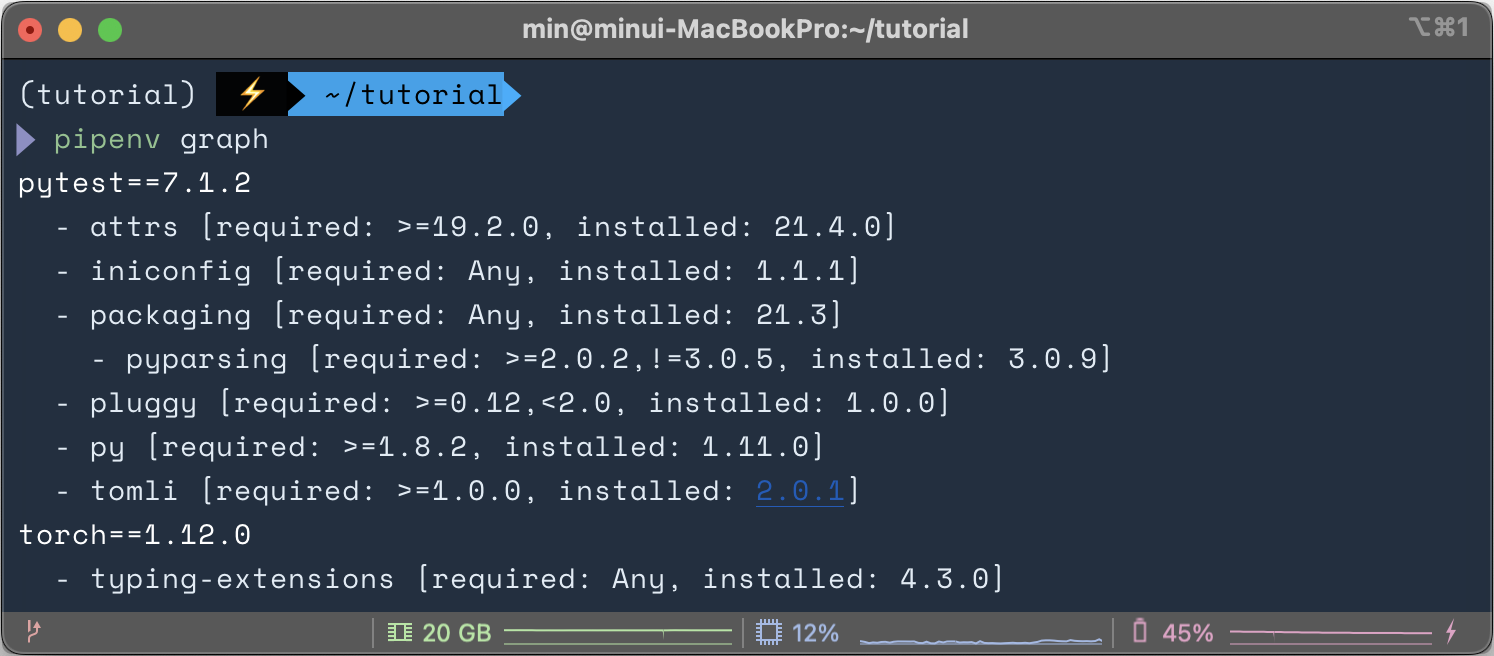 min@minui-MacBookPro:~/tutorial ⌥⌘1
(tutorial) ⚡ ~/tutorial
pipenv graph
pytest==7.1.2
  - attrs [required: >=19.2.0, installed: 21.4.0]
  - iniconfig [required: Any, installed: 1.1.1]
  - packaging [required: Any, installed: 21.3]
    - pyparsing [required: >=2.0.2,!=3.0.5, installed: 3.0.9]
  - pluggy [required: >=0.12,<2.0, installed: 1.0.0]
  - py [required: >=1.8.2, installed: 1.11.0]
  - tomli [required: >=1.0.0, installed: 2.0.1]
torch==1.12.0
  - typing-extensions [required: Any, installed: 4.3.0]
20 GB 12% 45%